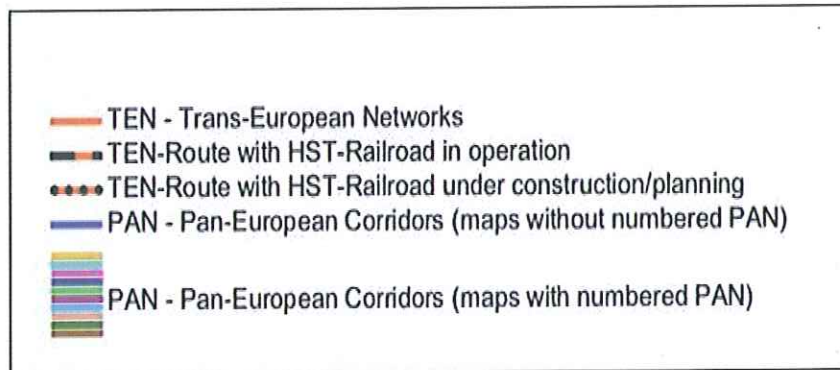 TEN - Trans-European Networks
TEN-Route with HST-Railroad in operation
TEN-Route with HST-Railroad under construction/planning
PAN - Pan-European Corridors (maps without numbered PAN)
PAN - Pan-European Corridors (maps with numbered PAN)